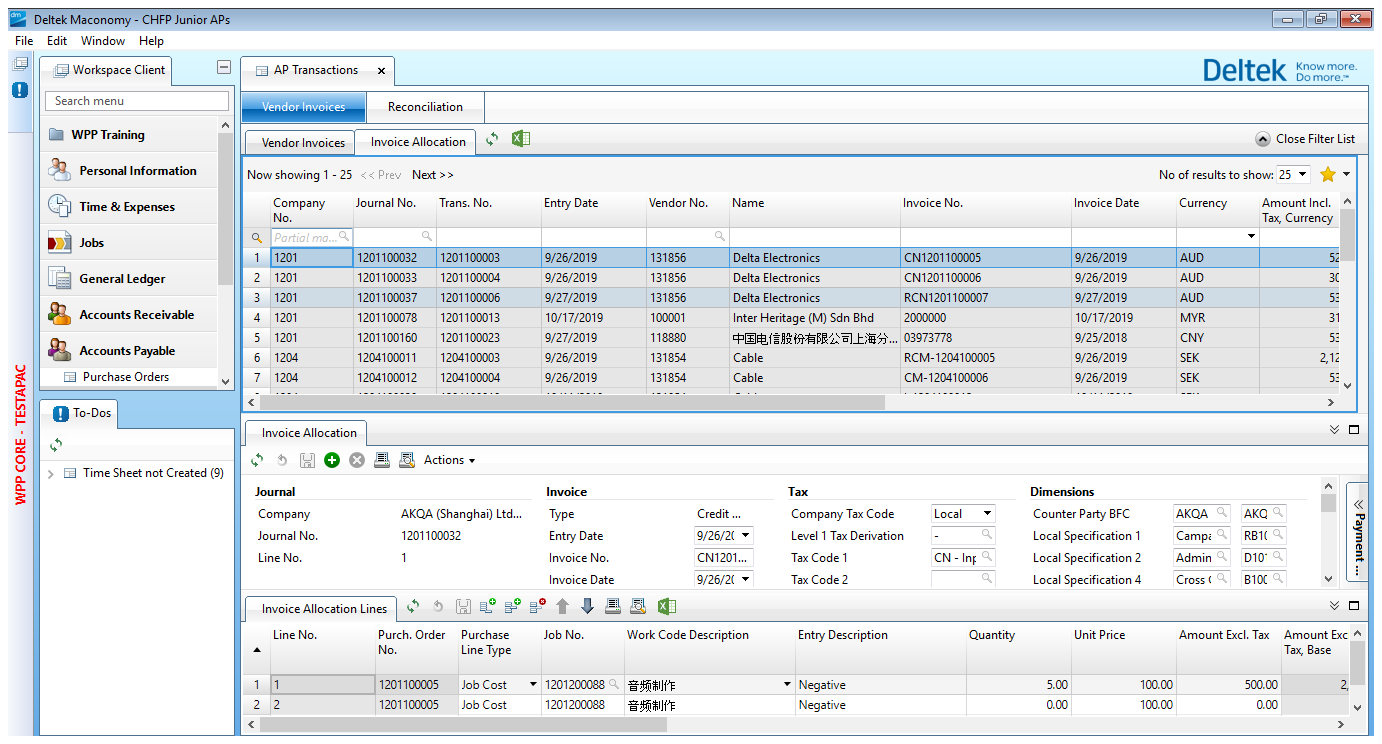 Deltek Maconomy - CHFP Junior APs
File Edit Window Help
Workspace Client
Search menu
WPP Training
Personal Information
Time & Expenses
Jobs
General Ledger
Accounts Receivable
Accounts Payable
Purchase Orders
To-Dos
Time Sheet not Created (9)
WPP CORE - TESTAPAC
AP Transactions
Deltek Know more. Do more.™
Vendor Invoices Reconciliation
Vendor Invoices Invoice Allocation
Close Filter List
Now showing 1 - 25 << Prev Next >>
No of results to show: 25
Company No. Journal No. Trans. No. Entry Date Vendor No. Name Invoice No. Invoice Date Currency Amount Incl. Tax, Currency
Partial ma...
1 1201 1201100032 1201100003 9/26/2019 131856 Delta Electronics CN1201100005 9/26/2019 AUD 52
2 1201 1201100033 1201100004 9/26/2019 131856 Delta Electronics CN1201100006 9/26/2019 AUD 30
3 1201 1201100037 1201100006 9/27/2019 131856 Delta Electronics RCN1201100007 9/27/2019 AUD 53
4 1201 1201100078 1201100013 10/17/2019 100001 Inter Heritage (M) Sdn Bhd 2000000 10/17/2019 MYR 31
5 1201 1201100160 1201100023 9/27/2019 118880 中国电信股份有限公司上海分... 03973778 9/25/2018 CNY 53
6 1204 1204100011 1204100003 9/26/2019 131854 Cable RCM-1204100005 9/26/2019 SEK 2,12
7 1204 1204100012 1204100004 9/26/2019 131854 Cable CM-1204100006 9/26/2019 SEK 53
Invoice Allocation
Actions
Journal Invoice Tax Dimensions
Company AKQA (Shanghai) Ltd... Type Credit ... Company Tax Code Local Counter Party BFC AKQA AKQ
Journal No. 1201100032 Entry Date 9/26/2( Level 1 Tax Derivation - Local Specification 1 Campa RB1(
Line No. 1 Invoice No. CN1201... Tax Code 1 CN - Inp Local Specification 2 Admin D10
Invoice Date 9/26/2( Tax Code 2 Local Specification 4 Cross ( B100
Payment ...
Invoice Allocation Lines
Line No. Purch. Order No. Purchase Line Type Job No. Work Code Description Entry Description Quantity Unit Price Amount Excl. Tax Amount Exc Tax, Base
1 1 1201100005 Job Cost 1201200088 音频制作 Negative 5.00 100.00 500.00 2,
2 2 1201100005 Job Cost 1201200088 音频制作 Negative 0.00 100.00 0.00